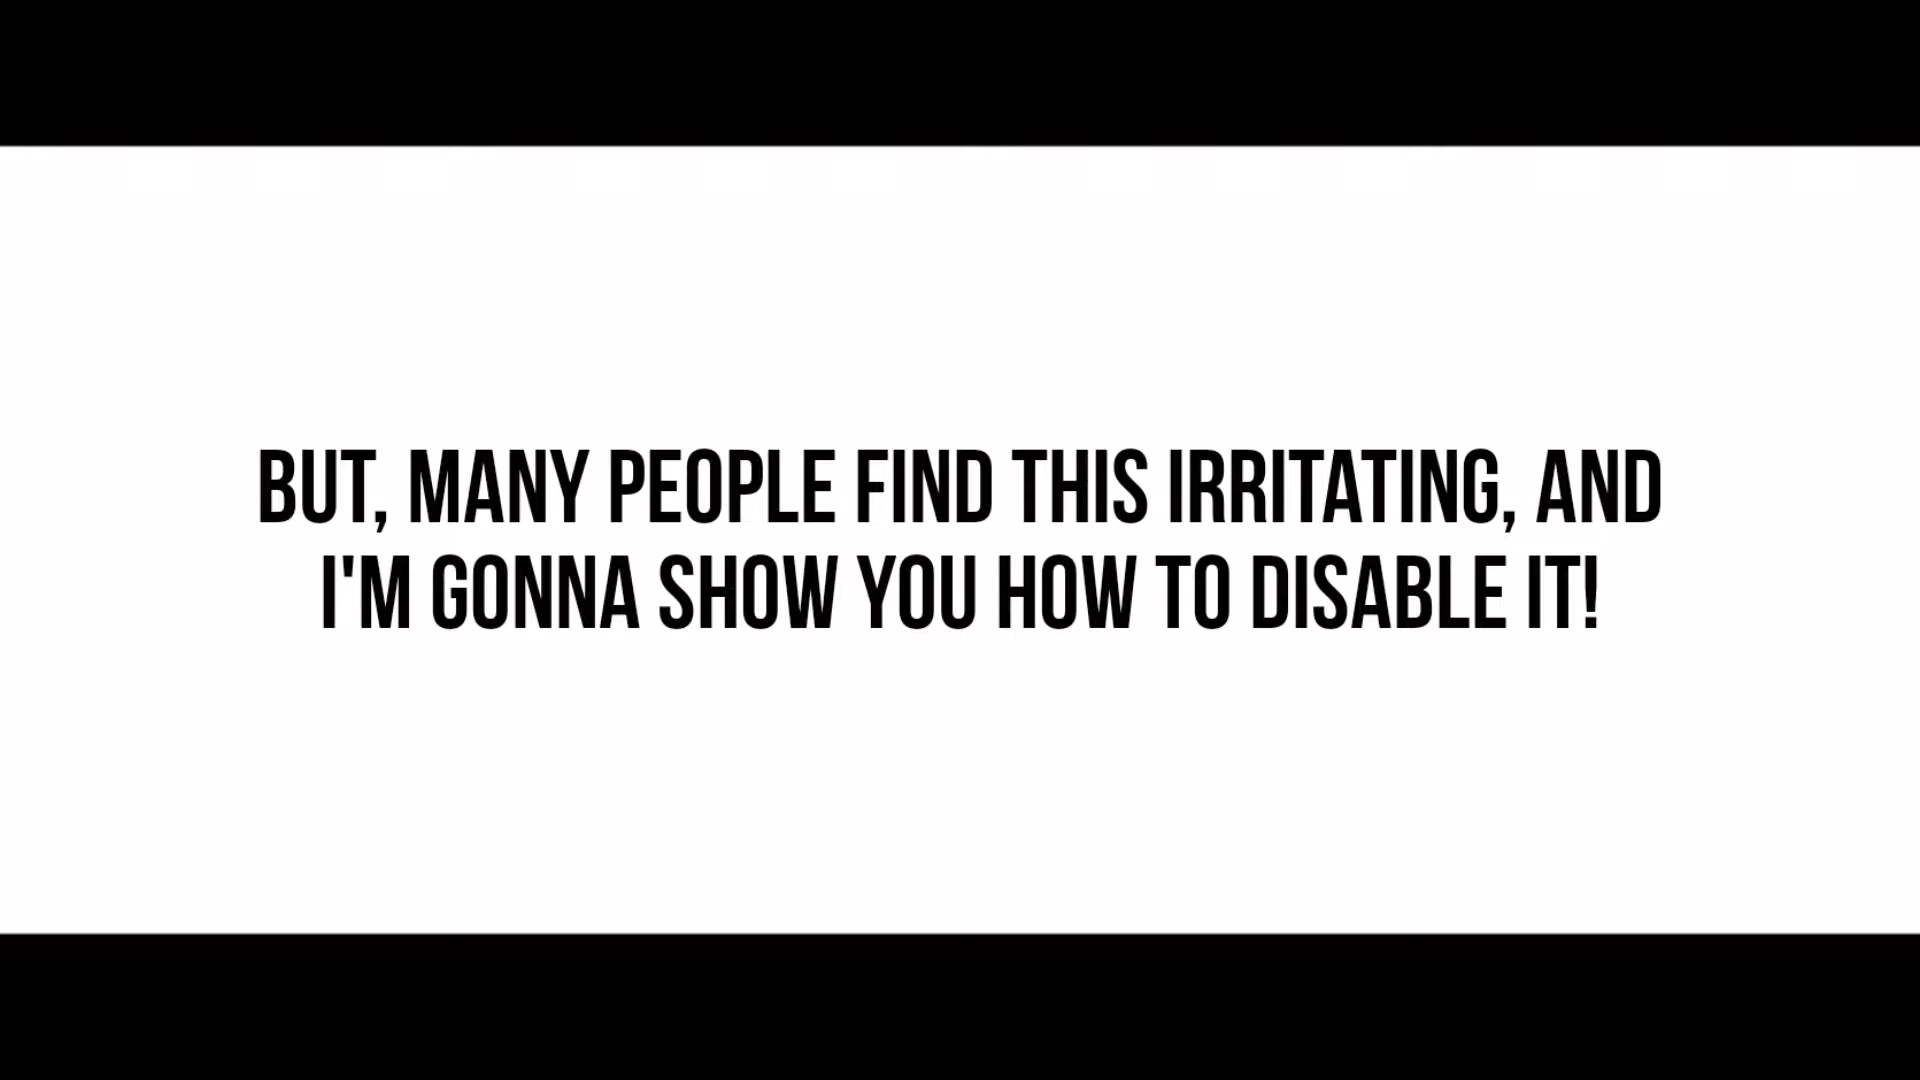 BUT, MANY PEOPLE FIND THIS IRRITATING, AND
I'M GONNA SHOW YOU HOW TO DISABLE IT!